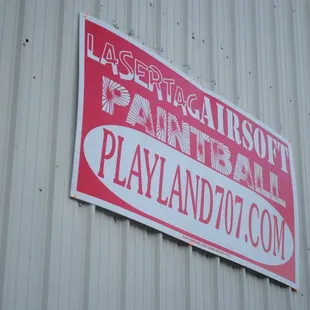 LASERTAG AIRSOFT
PAINTBALL
PLAYLAND707.COM